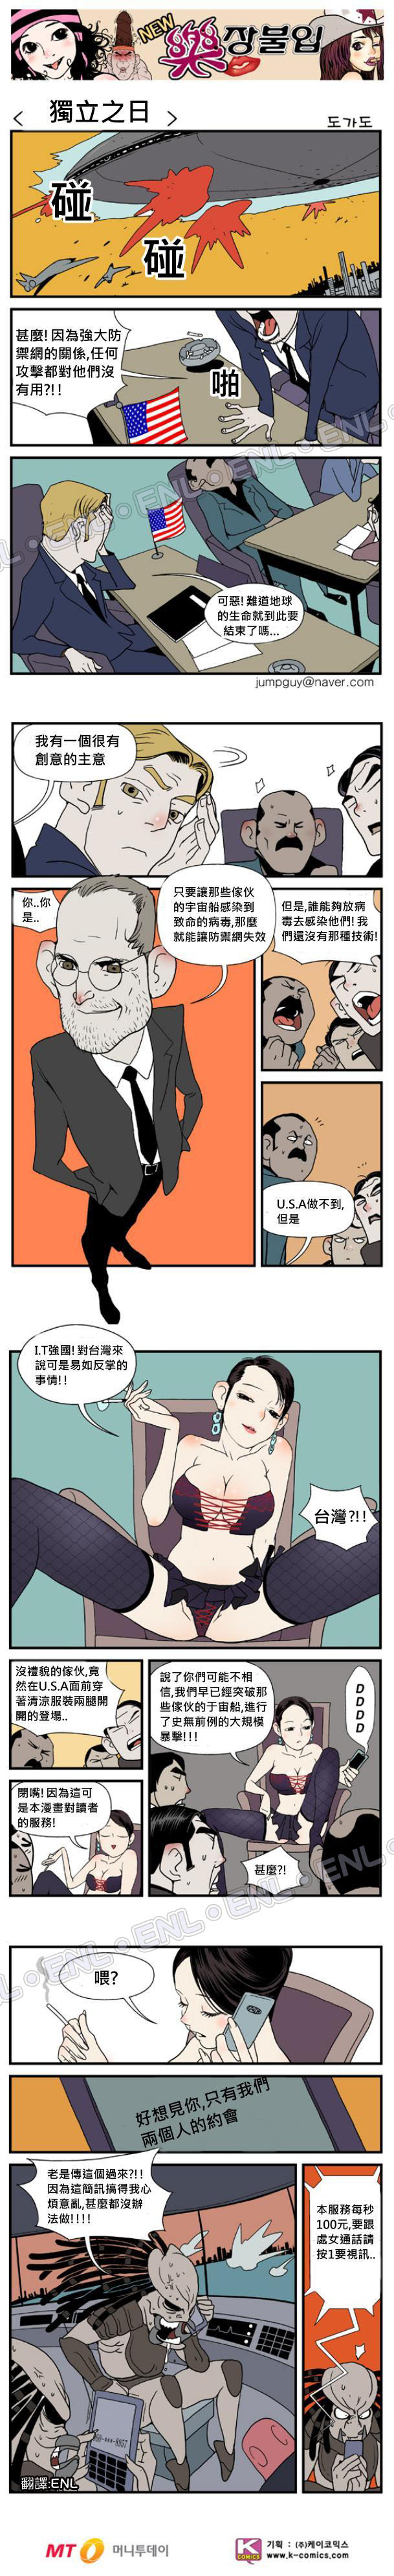 NEW 樂장불입
< 獨立之日 >
도가도
碰
碰
甚麼! 因為強大防
禦網的關係,任何
攻擊都對他們沒
有用?!!
啪
可惡! 難道地球
的生命就到此要
結束了嗎...
jumpguy@naver.com
我有一個很有
創意的主意
你..你
是..
只要讓那些傢伙
的宇宙船感染到
致命的病毒,那麼
就能讓防禦網失效
但是,誰能夠放病
毒去感染他們! 我
們還沒有那種技術!
U.S.A做不到,
但是
I.T強國! 對台灣來
說可是易如反掌的
事情!!
台灣?!!
沒禮貌的傢伙,竟
然在U.S.A面前穿
著清涼服裝兩腿開
開的登場..
閉嘴! 因為這可
是本漫畫對讀者
的服務!
說了你們可能不相
信,我們早已經突破那
些傢伙的于宙船,進行
了史無前例的大規模
暴擊!!!
DDDD
甚麼?!
喂?
好想見你,只有我們
兩個人的約會
老是傳這個過來?!!
因為這簡訊搞得我心
煩意亂,甚麼都沒辦
法做!!!!
本服務每秒
100元,要跟
處女通話請
按1要視訊..
翻譯:ENL
MTO 머니투데이
K COMICS
기획 : (주)케이코믹스
www.k-comics.com
ENL